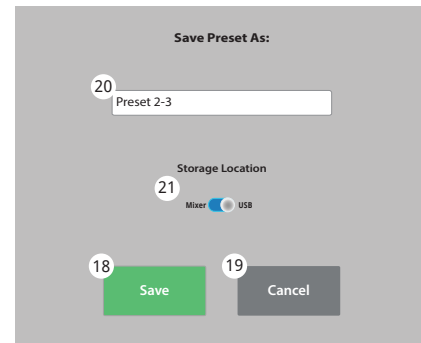 Save Preset As:
20
Preset 2-3
Storage Location
21
Mixer USB
18 19
Save Cancel